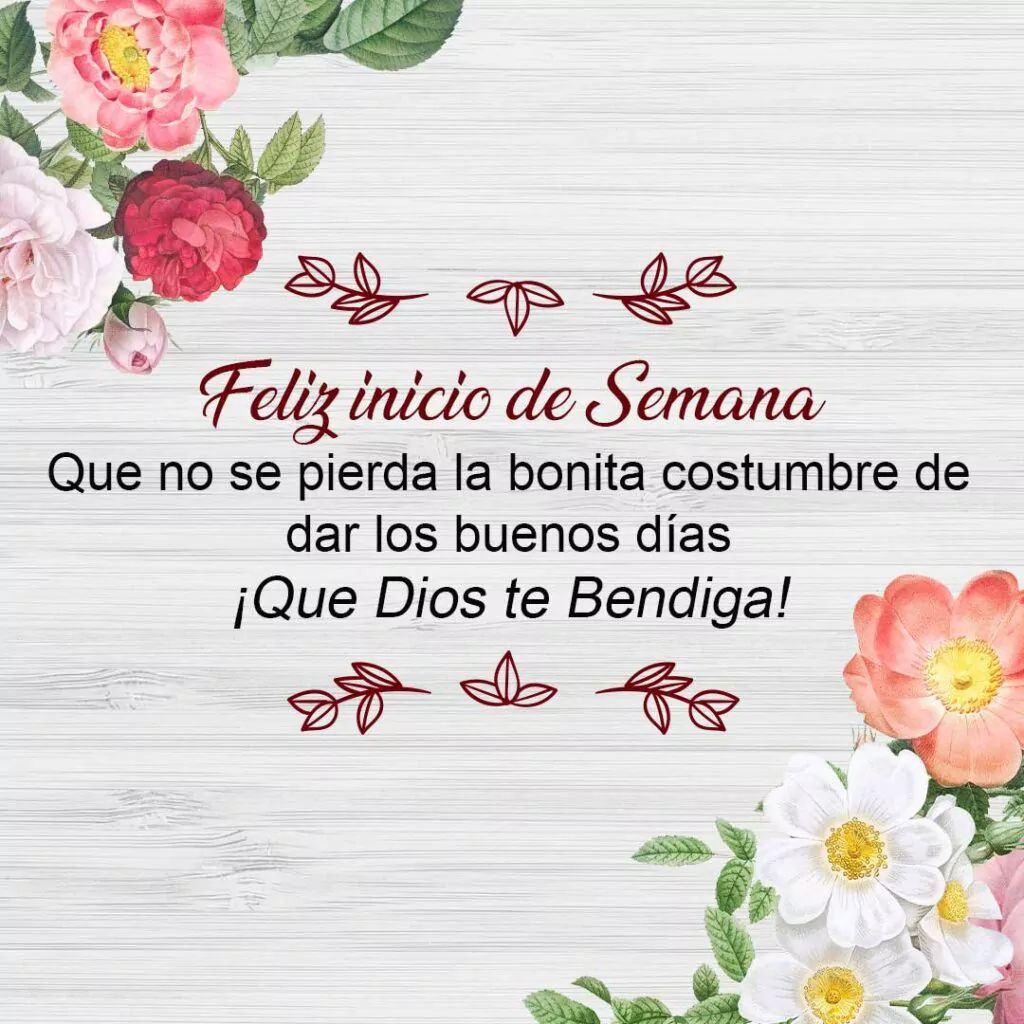 Feliz inicio de Semana
Que no se pierda la bonita costumbre de
dar los buenos días
¡Que Dios te Bendiga!